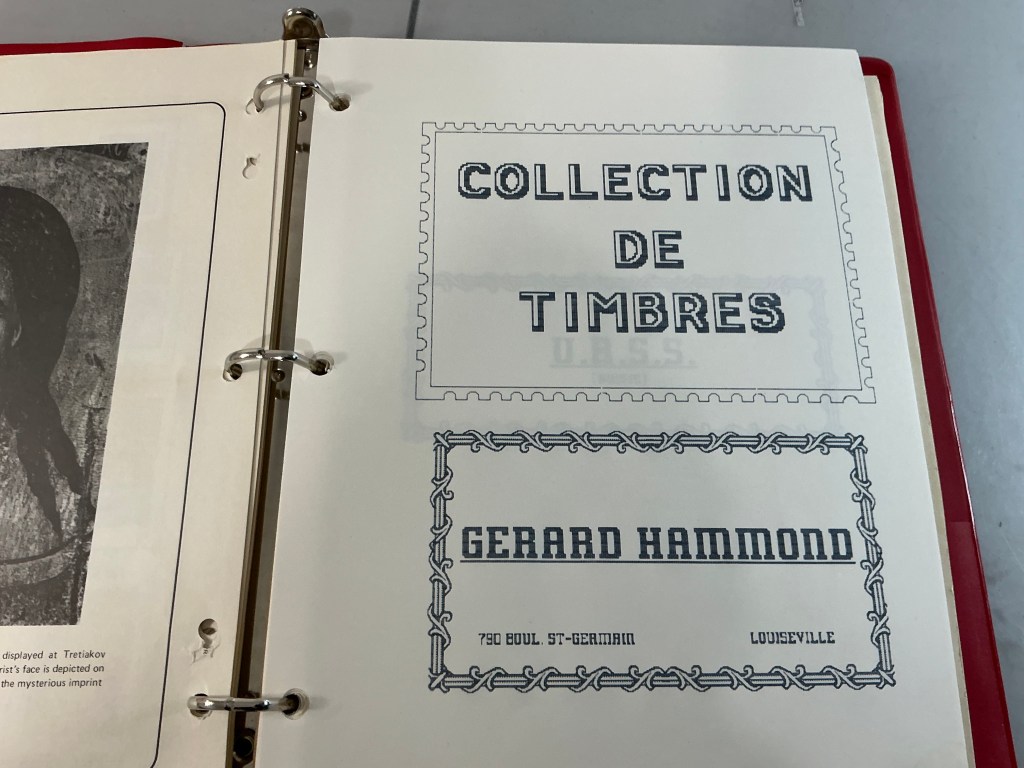 displayed at Tretiakov
rist's face is depicted on
the mysterious imprint
COLLECTION
DE
TIMBRES
U.R.S.S.
GERARD HAMMOND
790 BOUL. ST-GERMAIN LOUISEVILLE